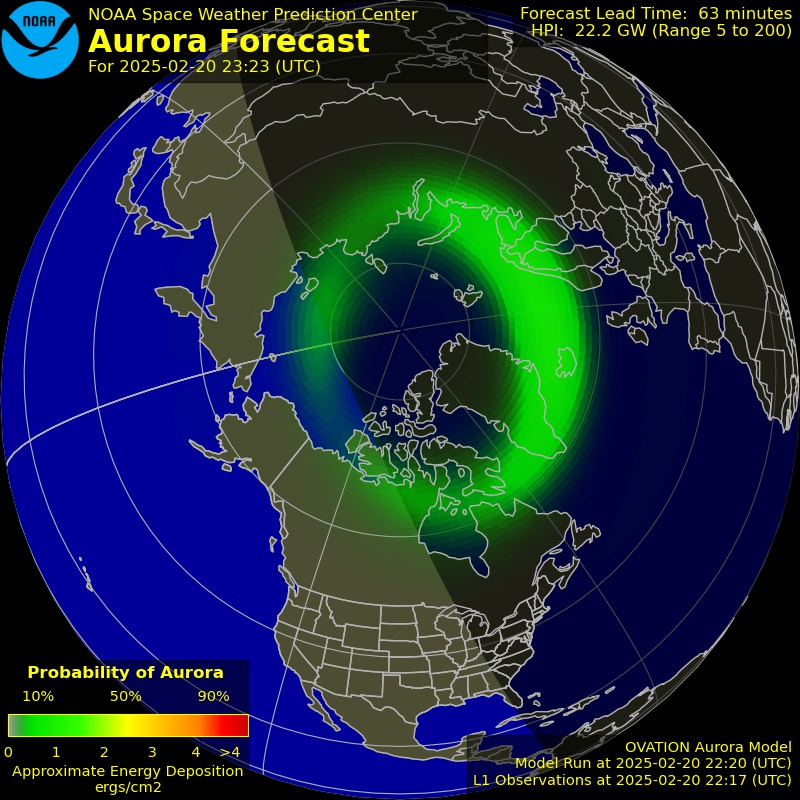 NOAA
NOAA Space Weather Prediction Center
Aurora Forecast
For 2025-02-20 23:23 (UTC)
Forecast Lead Time:  63 minutes
HPI:  22.2 GW (Range 5 to 200)
Probability of Aurora
10% 50% 90%
0 1 2 3 4 >4
Approximate Energy Deposition
ergs/cm2
OVATION Aurora Model
Model Run at 2025-02-20 22:20 (UTC)
L1 Observations at 2025-02-20 22:17 (UTC)